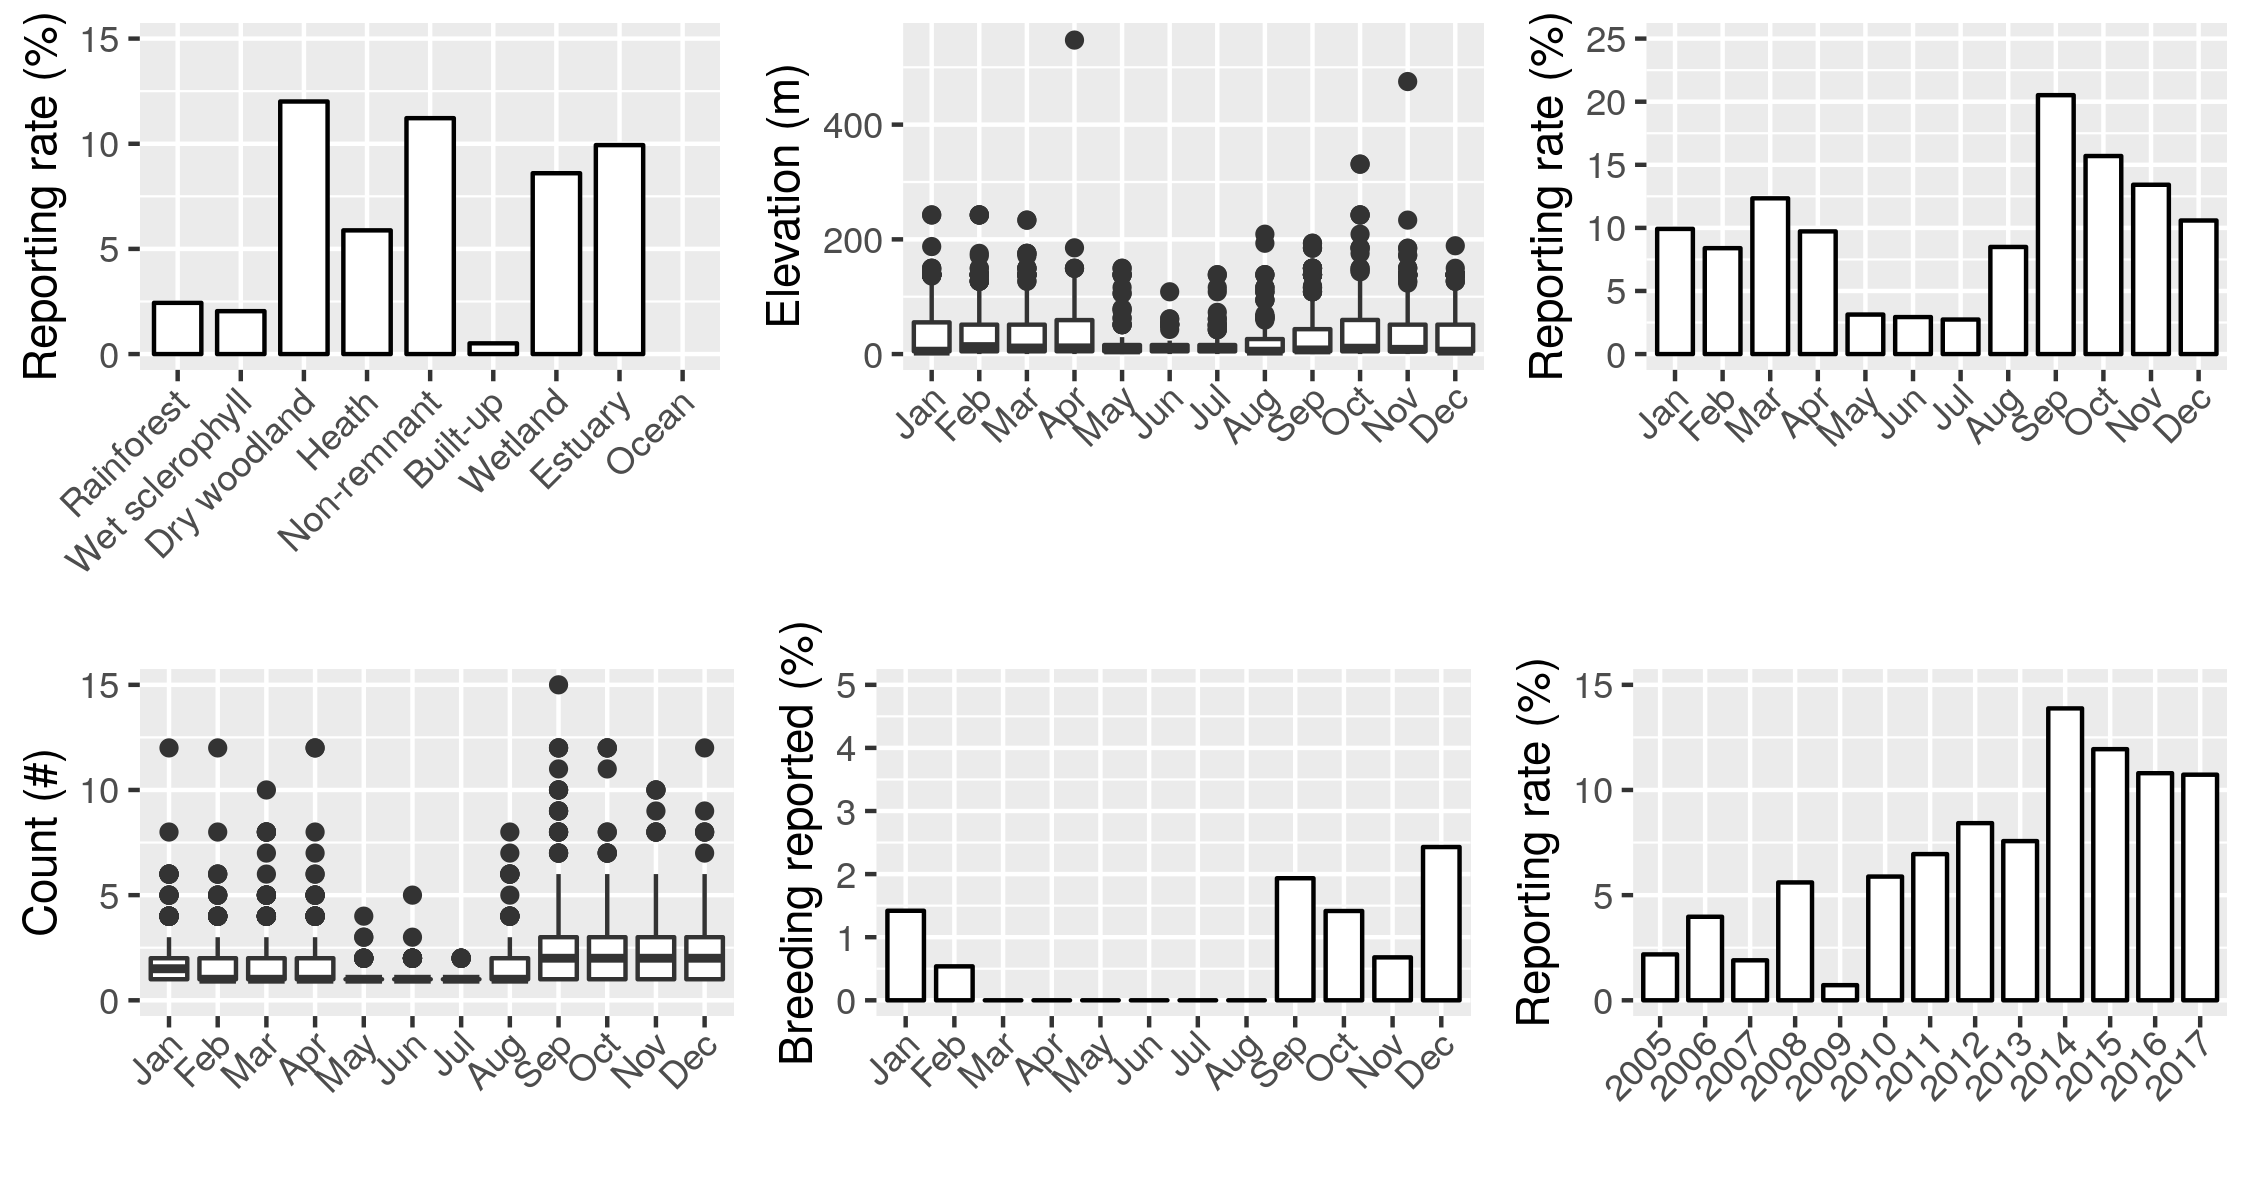 Reporting rate (%)
15
10
5
0
Rainforest
Wet sclerophyll
Dry woodland
Heath
Non-remnant
Built-up
Wetland
Estuary
Ocean
Elevation (m)
400
200
0
Jan
Feb
Mar
Apr
May
Jun
Jul
Aug
Sep
Oct
Nov
Dec
Reporting rate (%)
25
20
15
10
5
0
Jan
Feb
Mar
Apr
May
Jun
Jul
Aug
Sep
Oct
Nov
Dec
Count (#)
15
10
5
0
Jan
Feb
Mar
Apr
May
Jun
Jul
Aug
Sep
Oct
Nov
Dec
Breeding reported (%)
5
4
3
2
1
0
Jan
Feb
Mar
Apr
May
Jun
Jul
Aug
Sep
Oct
Nov
Dec
Reporting rate (%)
15
10
5
0
2005
2006
2007
2008
2009
2010
2011
2012
2013
2014
2015
2016
2017